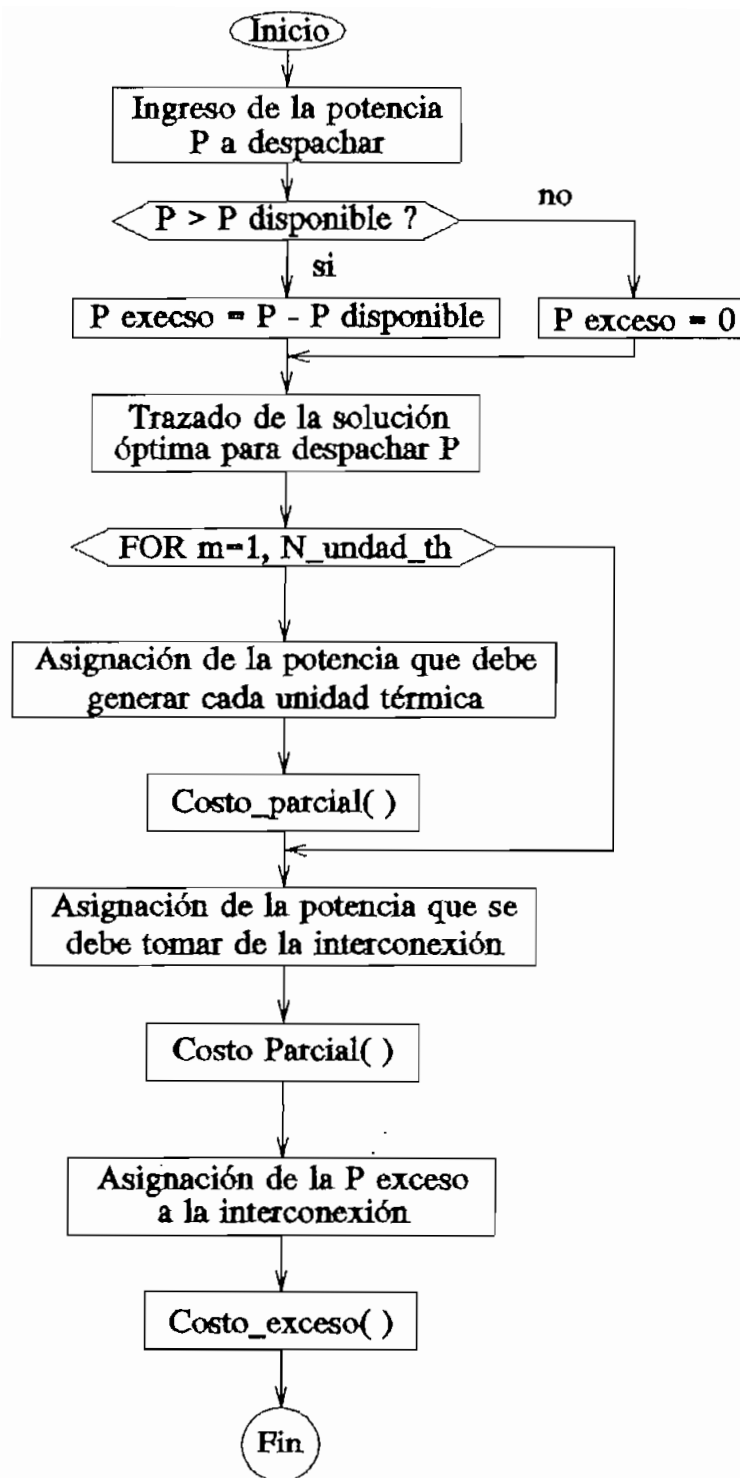 Inicio
Ingreso de la potencia
P a despachar
P > P disponible ?
no
si
P execso = P - P disponible
P exceso = 0
Trazado de la solución
óptima para despachar P
FOR m=1, N_undad_th
Asignación de la potencia que debe
generar cada unidad térmica
Costo_parcial( )
Asignación de la potencia que se
debe tomar de la interconexión
Costo Parcial( )
Asignación de la P exceso
a la interconexión
Costo_exceso( )
Fin